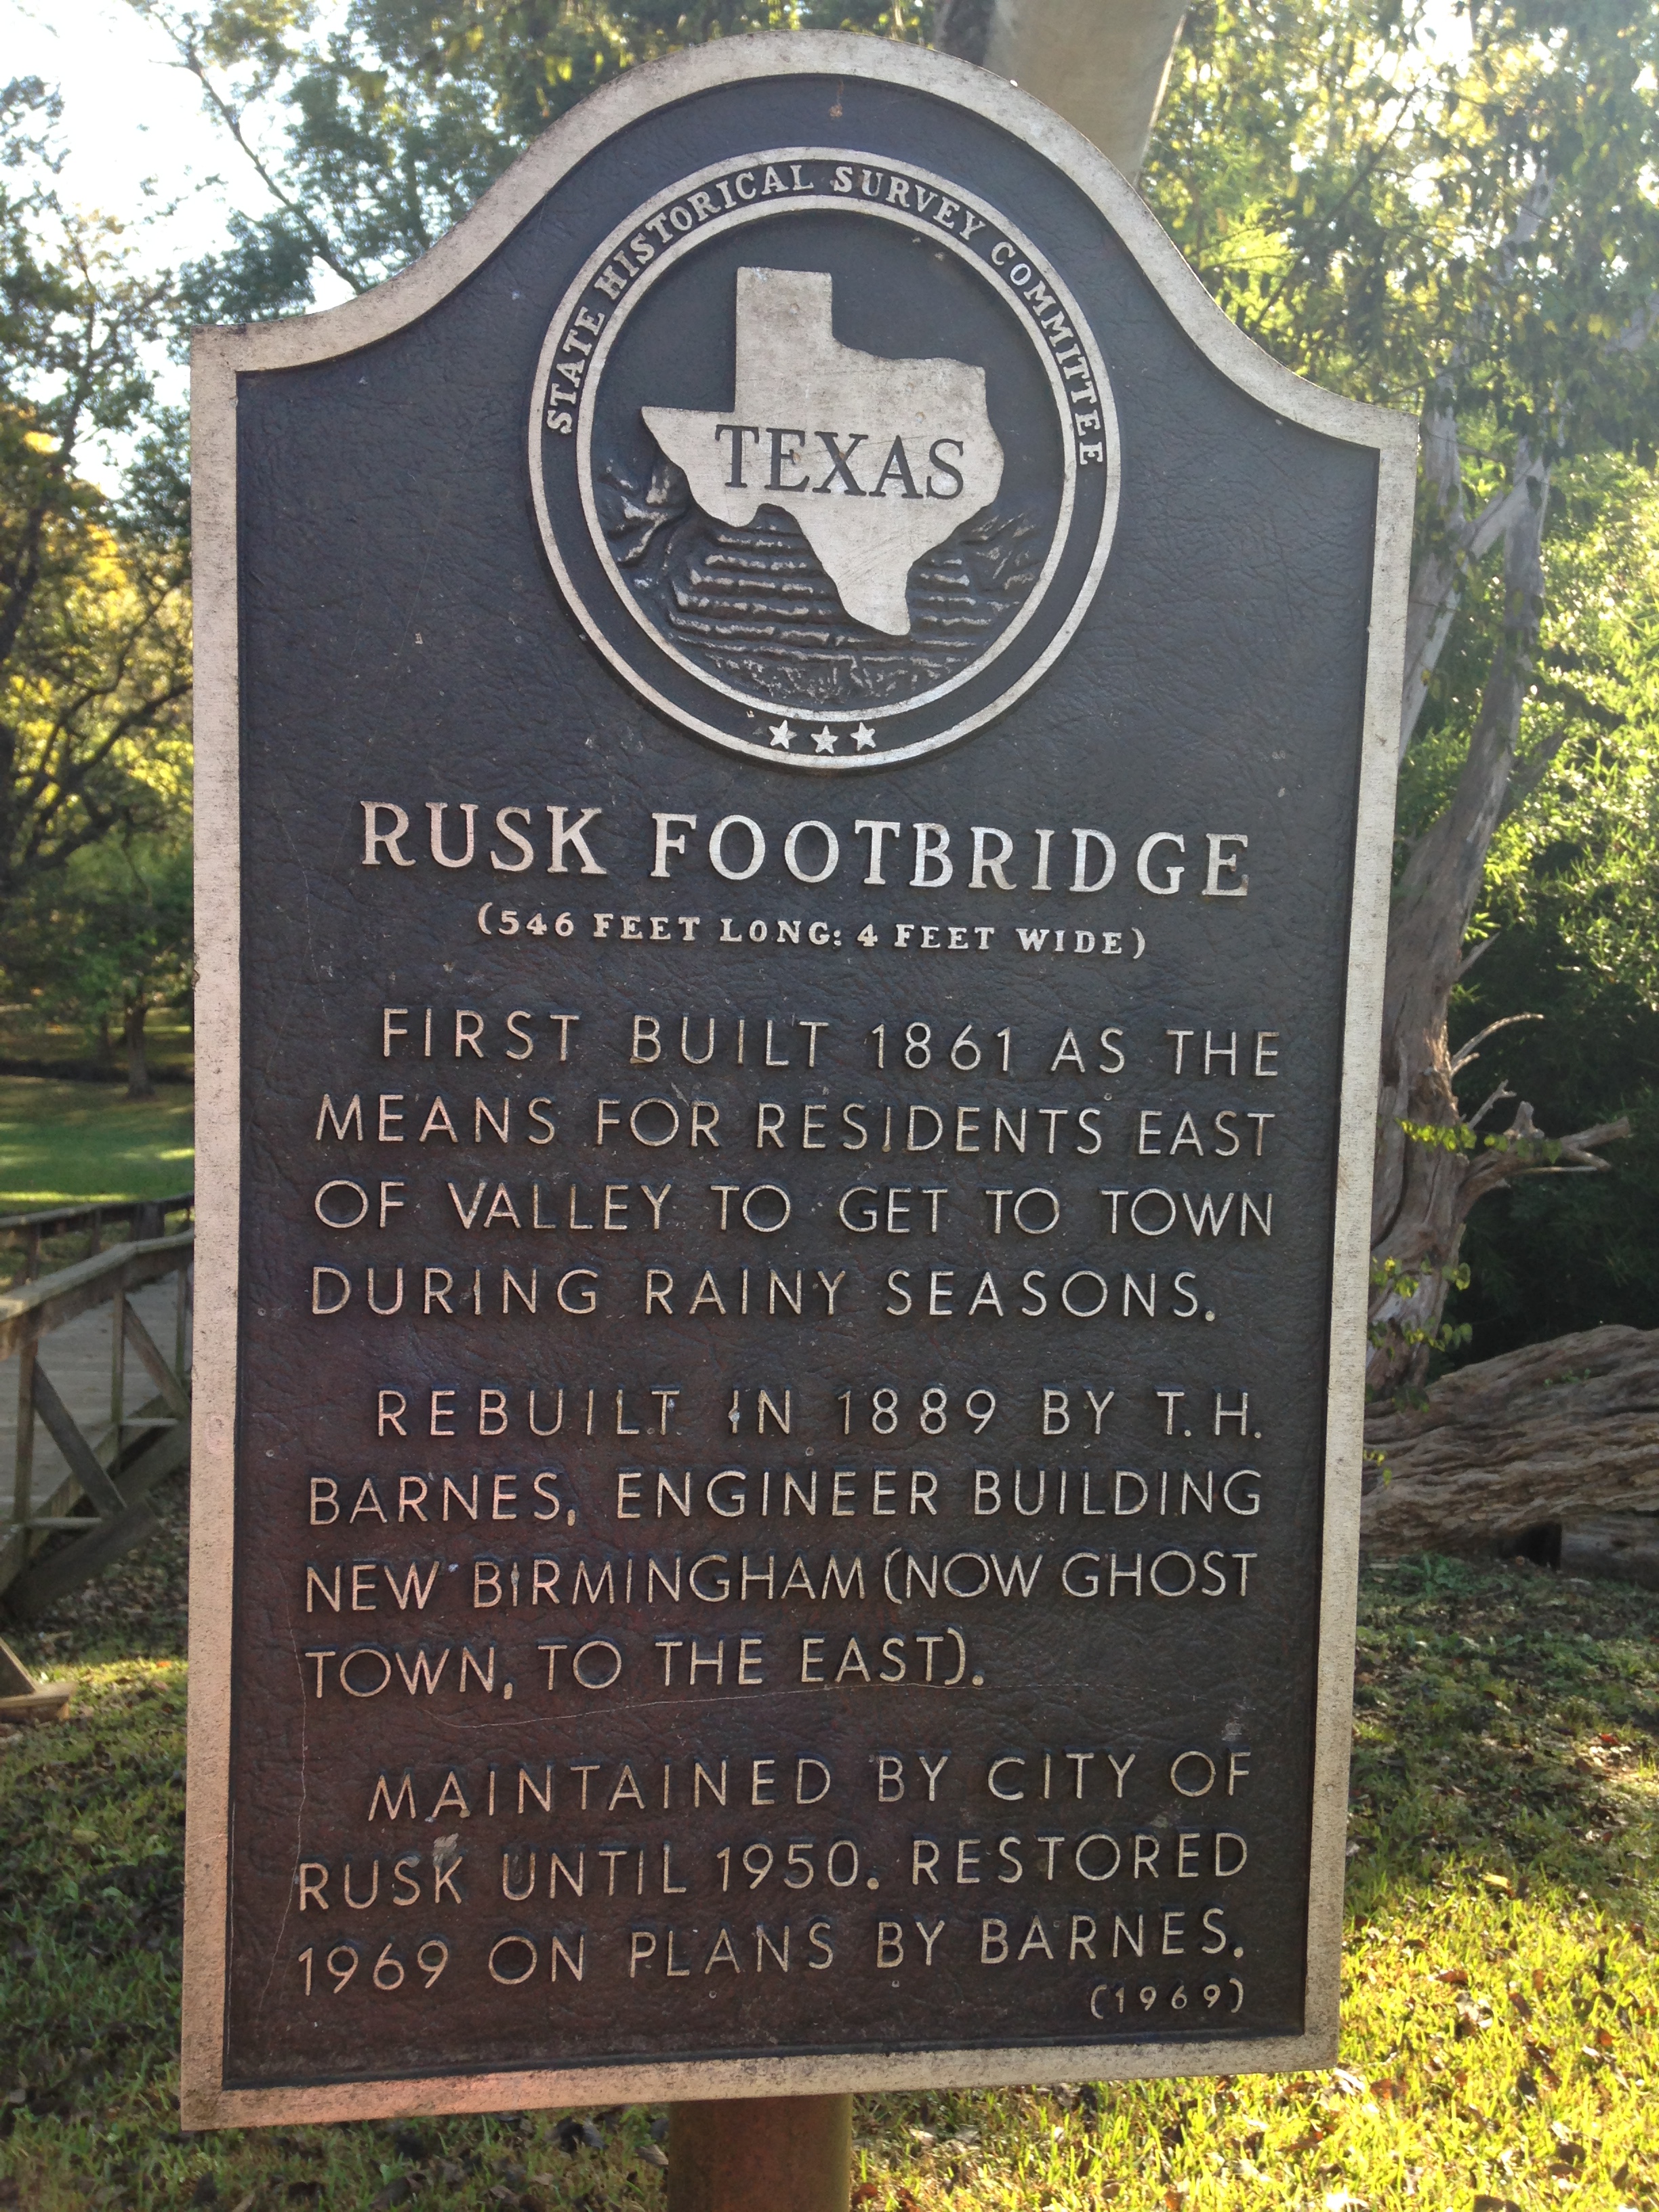 STATE HISTORICAL SURVEY COMMITTEE
TEXAS
RUSK FOOTBRIDGE
(546 FEET LONG: 4 FEET WIDE)
FIRST BUILT 1861 AS THE
MEANS FOR RESIDENTS EAST
OF VALLEY TO GET TO TOWN
DURING RAINY SEASONS.
REBUILT IN 1889 BY T.H.
BARNES, ENGINEER BUILDING
NEW BIRMINGHAM (NOW GHOST
TOWN, TO THE EAST).
MAINTAINED BY CITY OF
RUSK UNTIL 1950. RESTORED
1969 ON PLANS BY BARNES.
(1969)